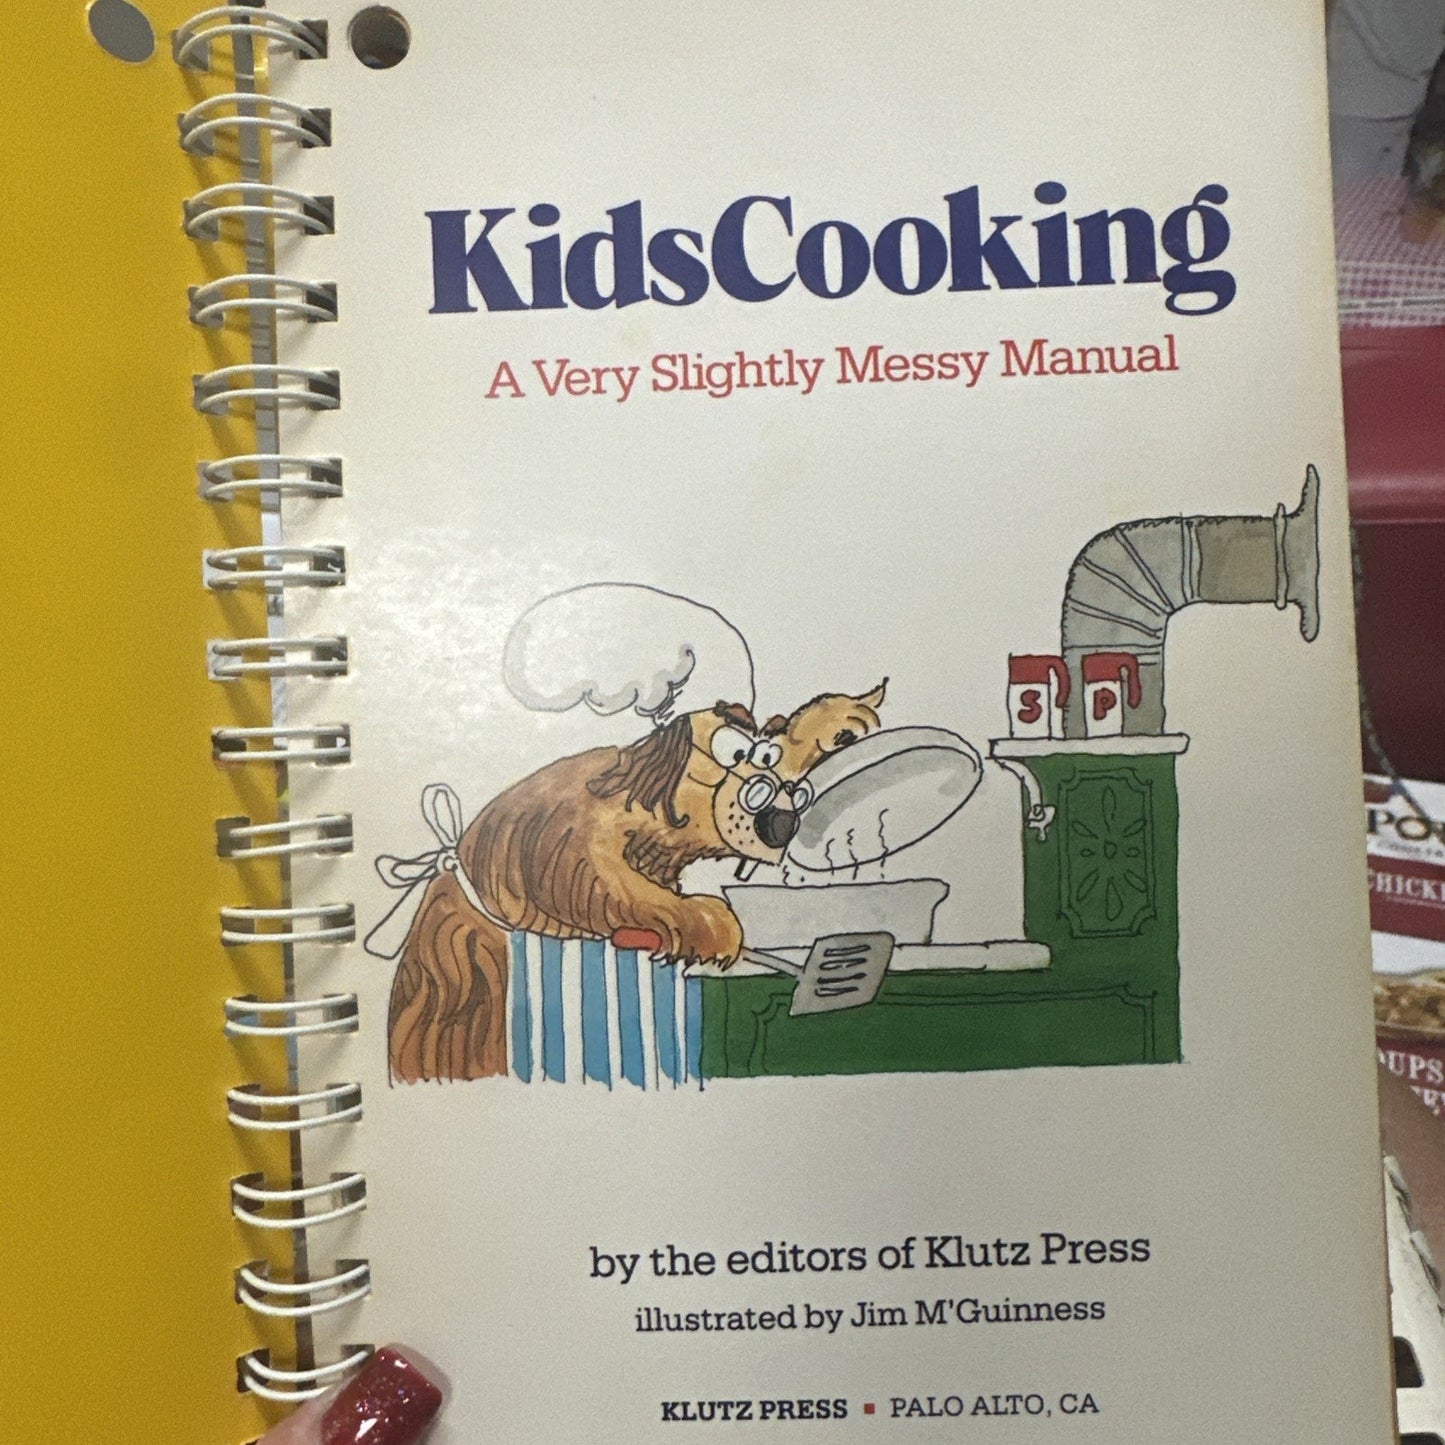 KidsCooking
A Very Slightly Messy Manual
S P
by the editors of Klutz Press
illustrated by Jim M'Guinness
KLUTZ PRESS ▪ PALO ALTO, CA